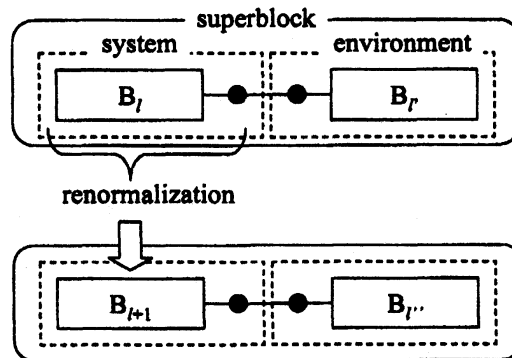 superblock
system environment
B_l B_l'
renormalization
B_l+1 B_l''